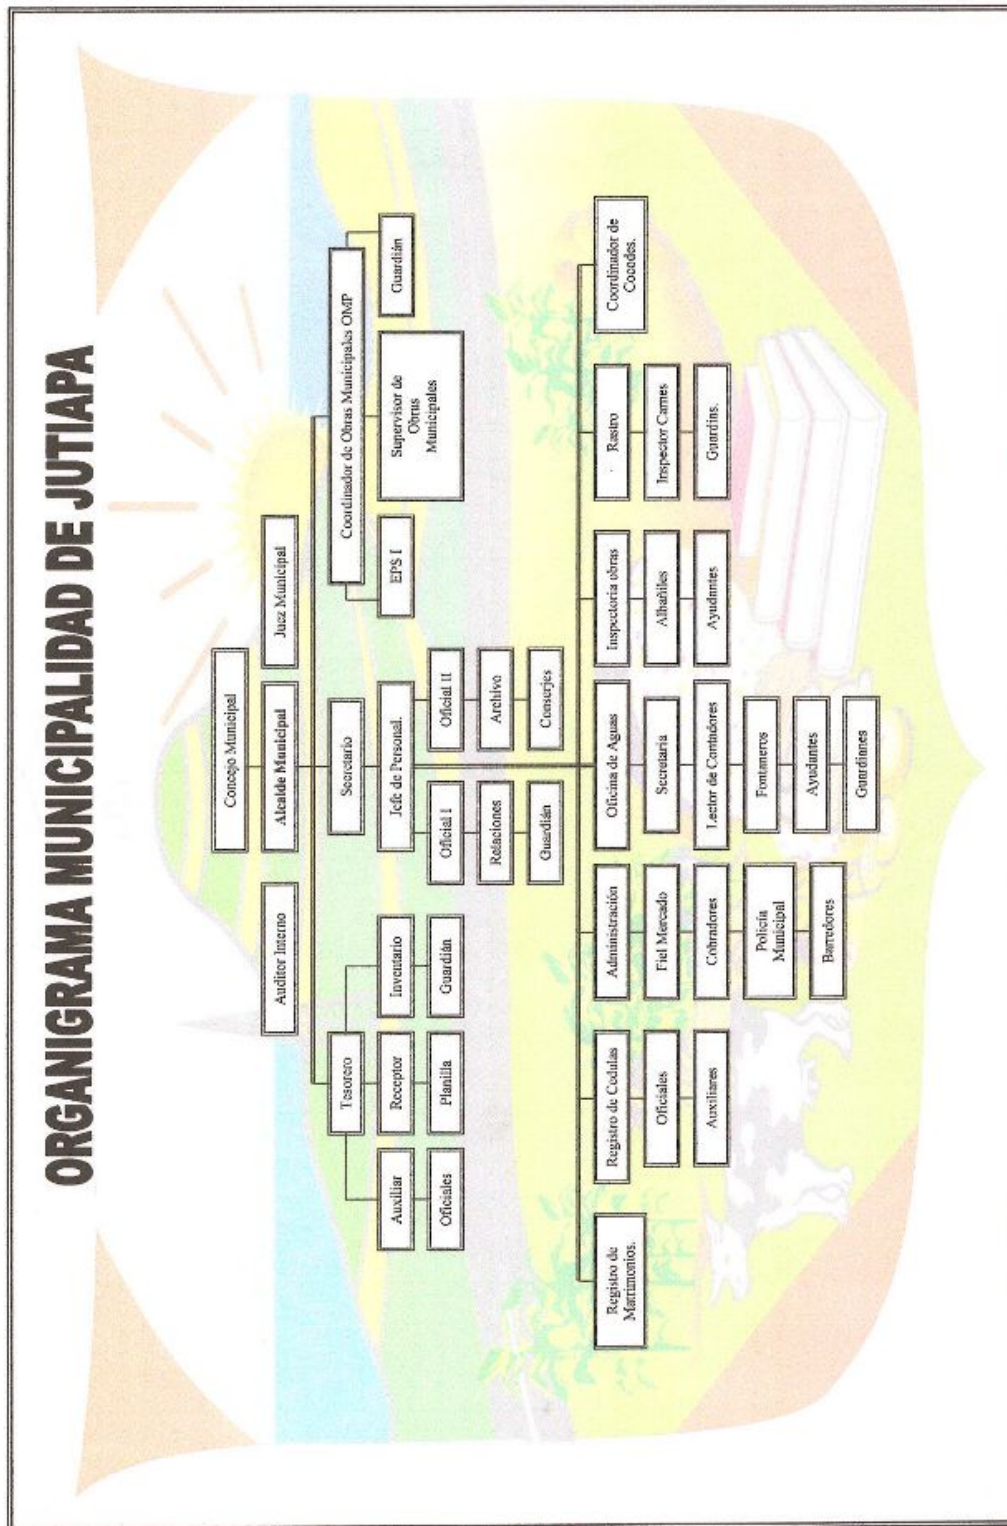 ORGANIGRAMA MUNICIPALIDAD DE JUTIAPA
Concejo Municipal
Auditor Interno
Alcalde Municipal
Juez Municipal
Tesorero
Secretario
Coordinador de Obras Municipales OMP
Auxiliar
Receptor
Inventario
Jefe de Personal.
EPS I
Supervisor de
Obras
Municipales
Guardián
Oficiales
Planilla
Guardián
Oficial I
Oficial II
Relaciones
Archivo
Guardián
Conserjes
Registro de
Matrimonios.
Registro de Cedulas
Administración
Oficina de Aguas
Inspectoria obras
Rastro
Coordinador de
Cocodes.
Oficiales
Fiel Mercado
Secretaria
Albañiles
Inspector Carnes
Auxiliares
Cobradores
Lector de Contadores
Ayudantes
Guardins.
Policía
Municipal
Fontaneros
Barredores
Ayudantes
Guardianes